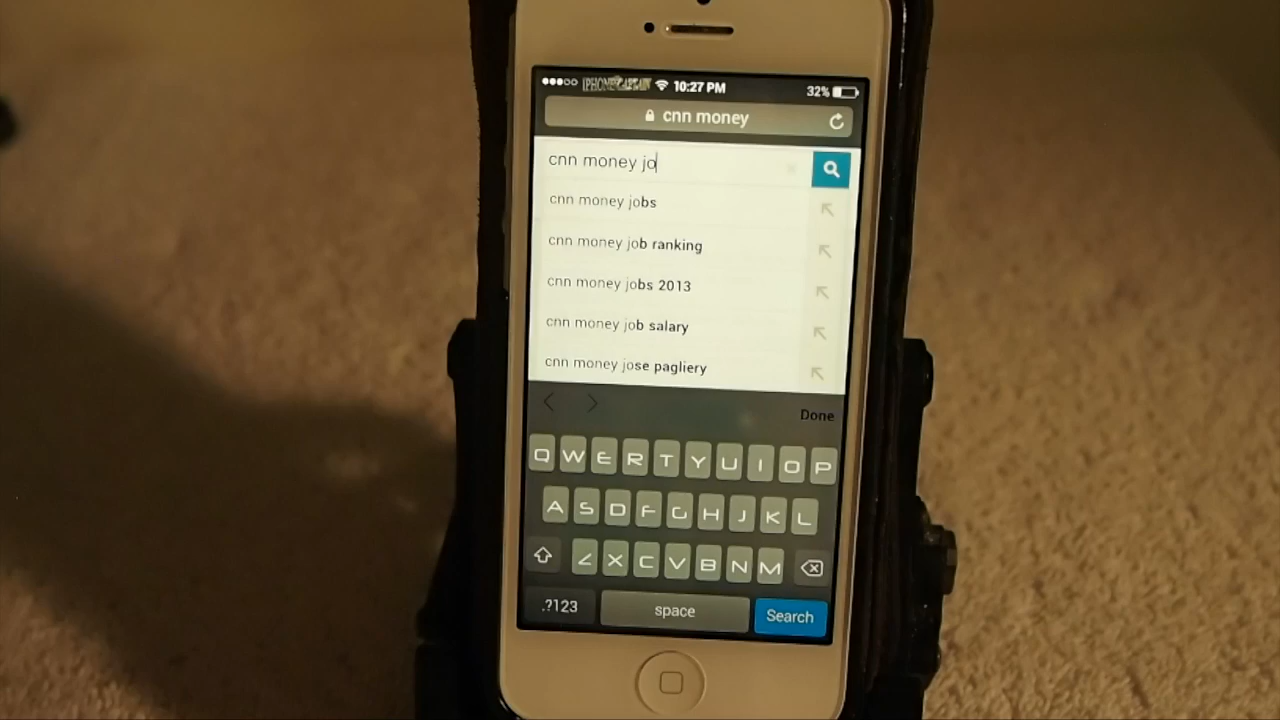 IPHONECAPTAIN 10:27 PM 32%
cnn money
cnn money jo
cnn money jobs
cnn money job ranking
cnn money jobs 2013
cnn money job salary
cnn money jose pagliery
Done
Q W E R T Y U I O P
A S D F G H J K L
Z X C V B N M
.?123 space Search